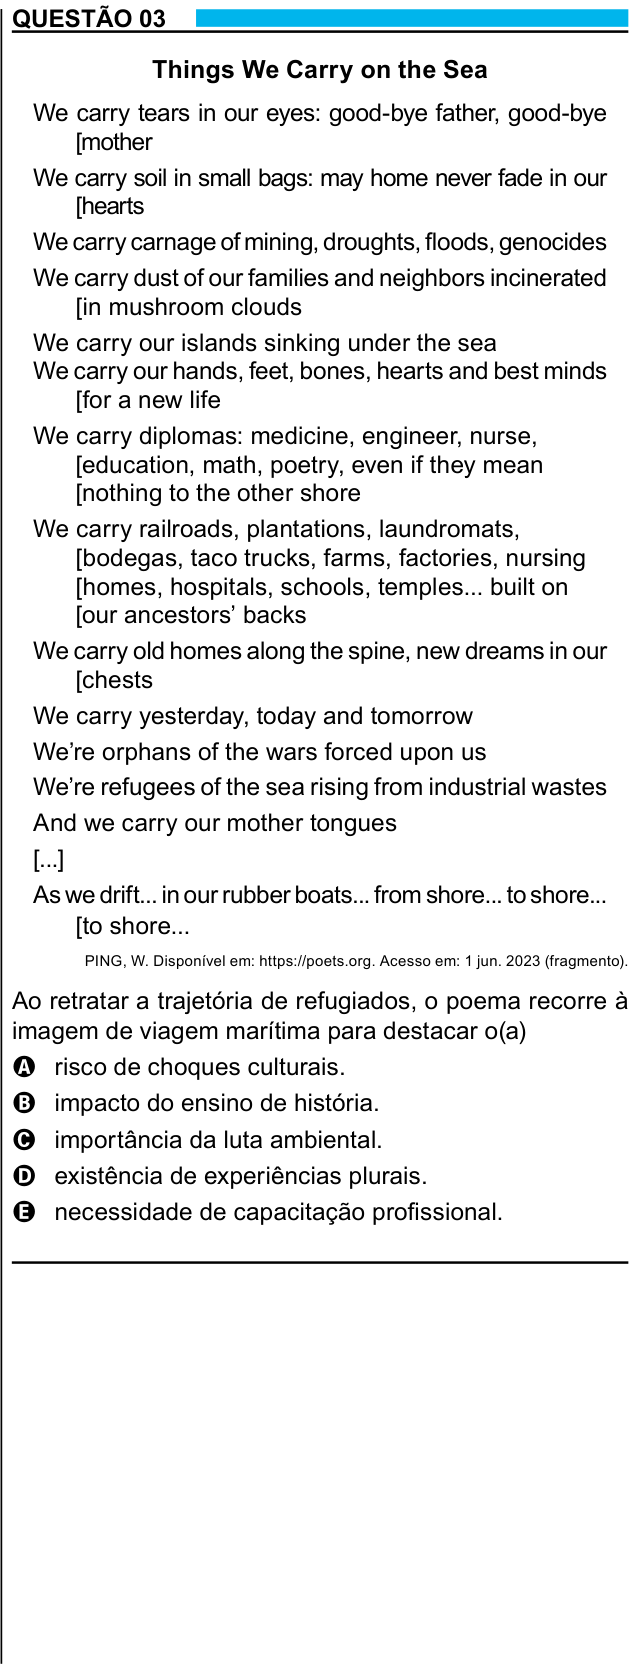 QUESTÃO 03
Things We Carry on the Sea
We carry tears in our eyes: good-bye father, good-bye
[mother
We carry soil in small bags: may home never fade in our
[hearts
We carry carnage of mining, droughts, floods, genocides
We carry dust of our families and neighbors incinerated
[in mushroom clouds
We carry our islands sinking under the sea
We carry our hands, feet, bones, hearts and best minds
[for a new life
We carry diplomas: medicine, engineer, nurse,
[education, math, poetry, even if they mean
[nothing to the other shore
We carry railroads, plantations, laundromats,
[bodegas, taco trucks, farms, factories, nursing
[homes, hospitals, schools, temples... built on
[our ancestors’ backs
We carry old homes along the spine, new dreams in our
[chests
We carry yesterday, today and tomorrow
We’re orphans of the wars forced upon us
We’re refugees of the sea rising from industrial wastes
And we carry our mother tongues
[...]
As we drift... in our rubber boats... from shore... to shore...
[to shore...
PING, W. Disponível em: https://poets.org. Acesso em: 1 jun. 2023 (fragmento).
Ao retratar a trajetória de refugiados, o poema recorre à
imagem de viagem marítima para destacar o(a)
A risco de choques culturais.
B impacto do ensino de história.
C importância da luta ambiental.
D existência de experiências plurais.
E necessidade de capacitação profissional.